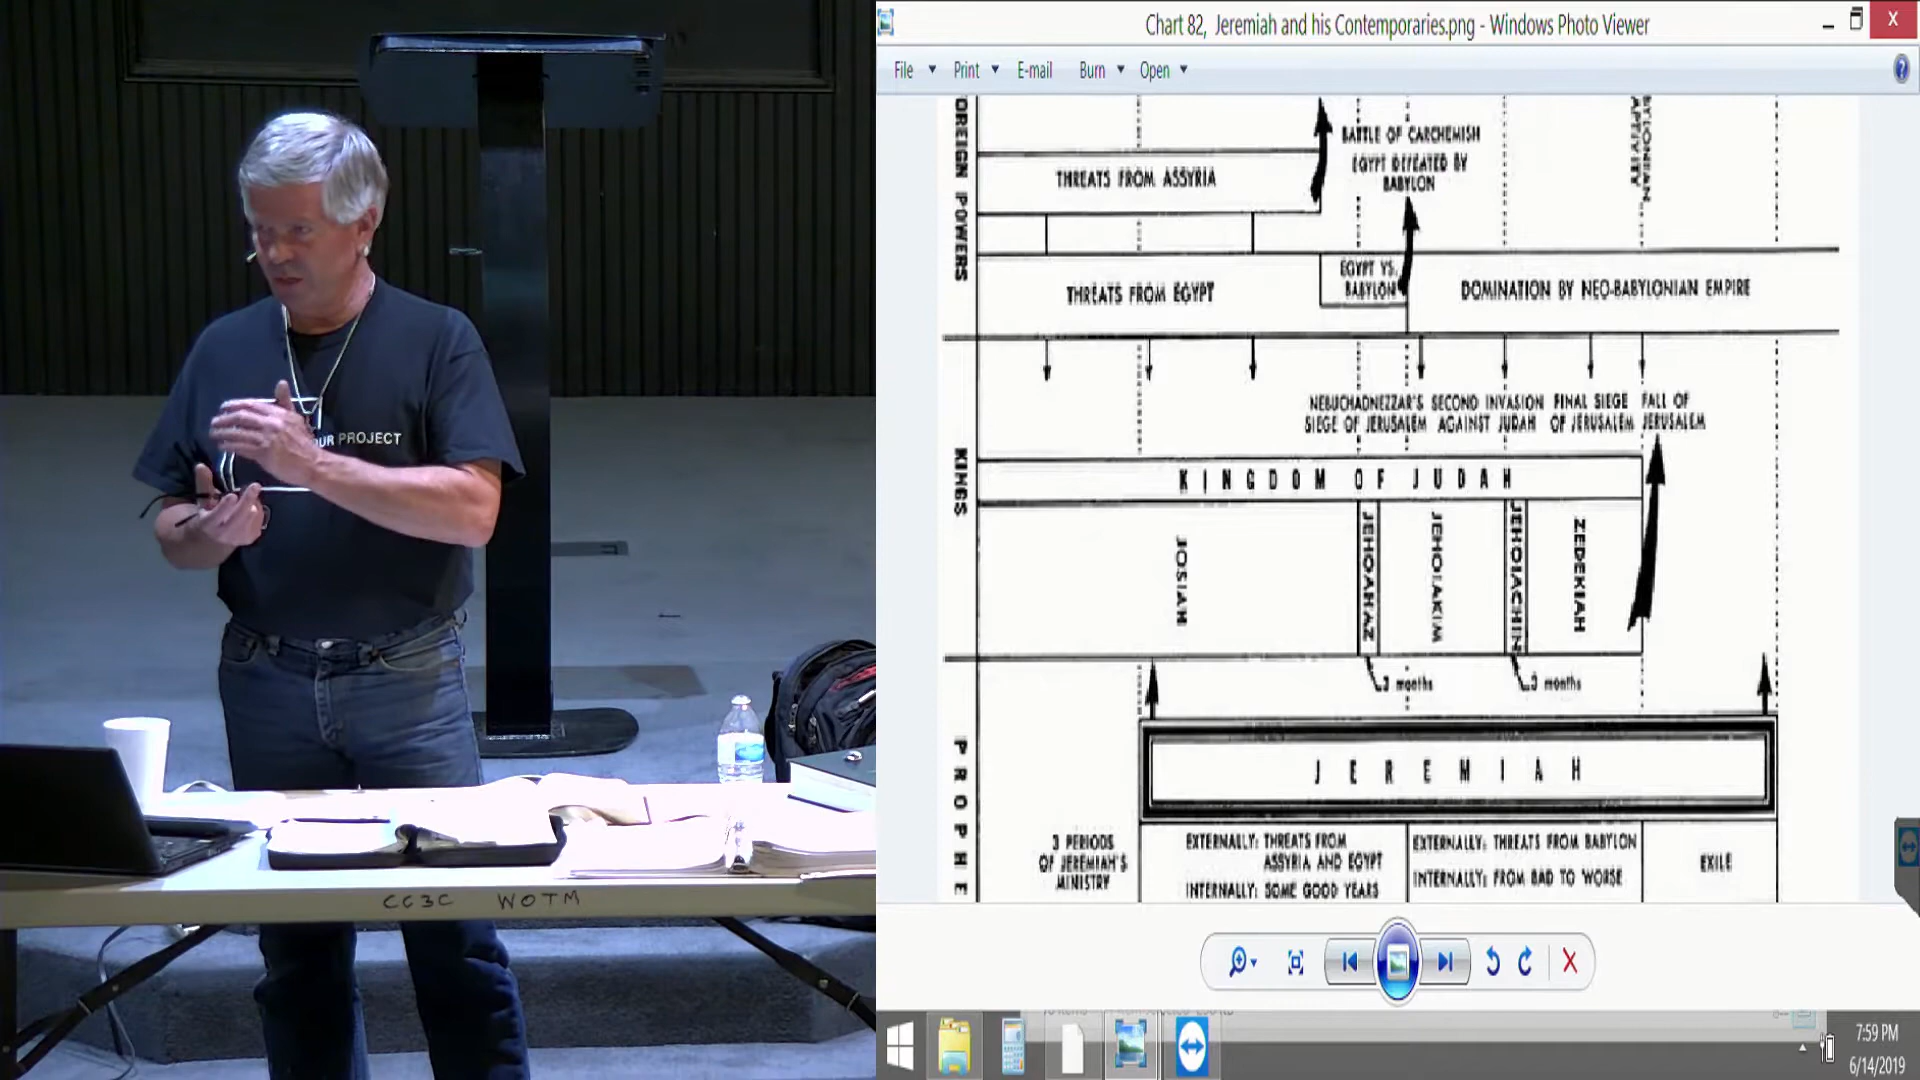 OUR PROJECT
CC3C WOTM
Chart 82, Jeremiah and his Contemporaries.png - Windows Photo Viewer
File
Print
E-mail
Burn
Open
OREIGN POWERS
BATTLE OF CARCHEMISH
EGYPT DEFEATED BY
BABYLON
BYLONIAN
APTIVITY
THREATS FROM ASSYRIA
THREATS FROM EGYPT
EGYPT VS.
BABYLON
DOMINATION BY NEO-BABYLONIAN EMPIRE
NEBUCHADNEZZAR'S SECOND INVASION FINAL SIEGE FALL OF
SIEGE OF JERUSALEM AGAINST JUDAH OF JERUSALEM JERUSALEM
KINGS
KINGDOM OF JUDAH
JOSIAH
JEHOAHAZ
JEHOIAKIM
JEHOIACHIN
ZEDEKIAH
3 months
3 months
PROPHE
JEREMIAH
3 PERIODS
OF JEREMIAH'S
MINISTRY
EXTERNALLY: THREATS FROM
ASSYRIA AND EGYPT
INTERNALLY: SOME GOOD YEARS
EXTERNALLY: THREATS FROM BABYLON
INTERNALLY: FROM BAD TO WORSE
EXILE
7:59 PM
6/14/2019